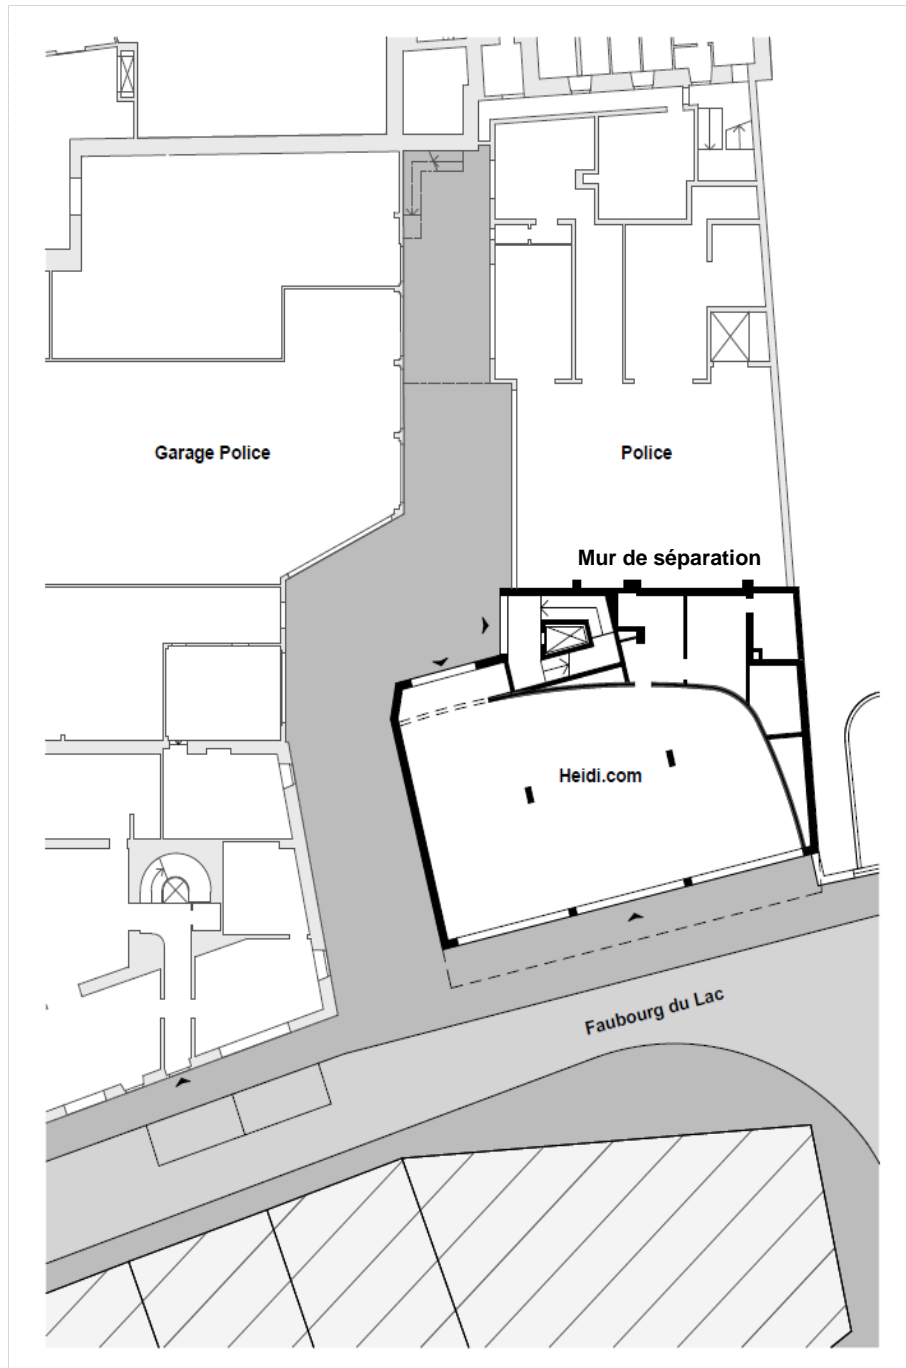 Garage Police
Police
Mur de séparation
Heidi.com
Faubourg du Lac